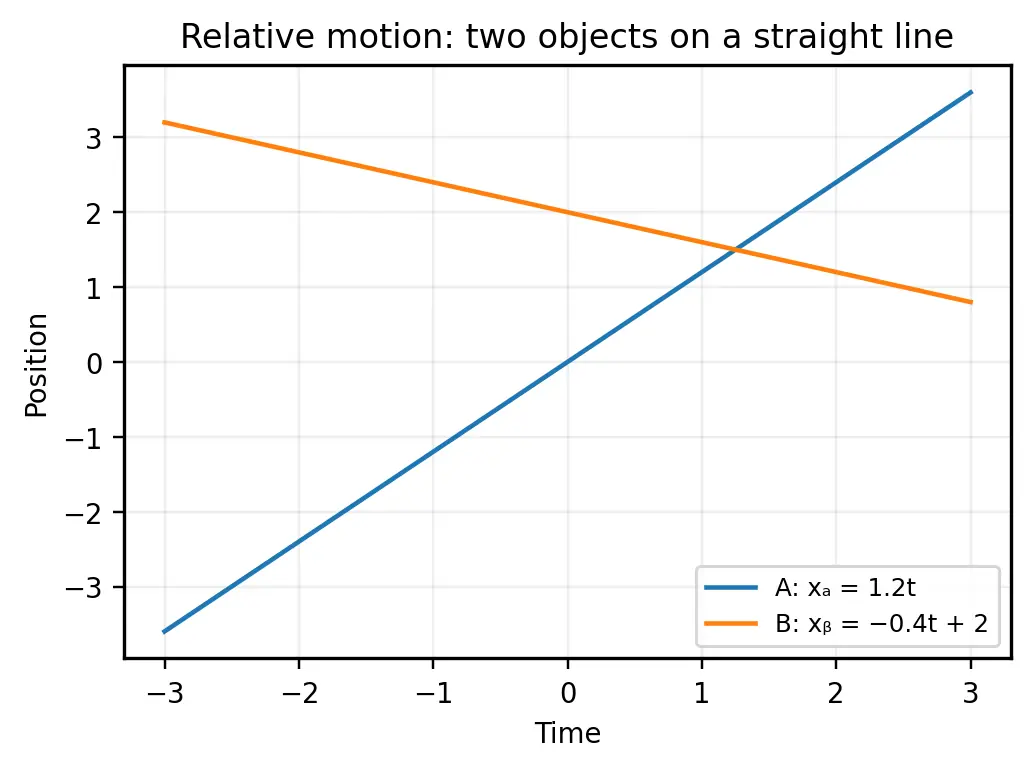 Relative motion: two objects on a straight line
Position
3
2
1
0
−1
−2
−3
A: xₐ = 1.2t
B: xᵦ = −0.4t + 2
−3 −2 −1 0 1 2 3
Time